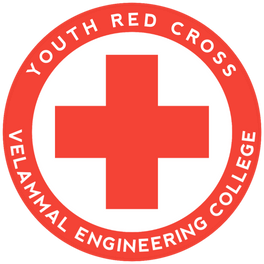 YOUTH RED CROSS
VELAMMAL ENGINEERING COLLEGE